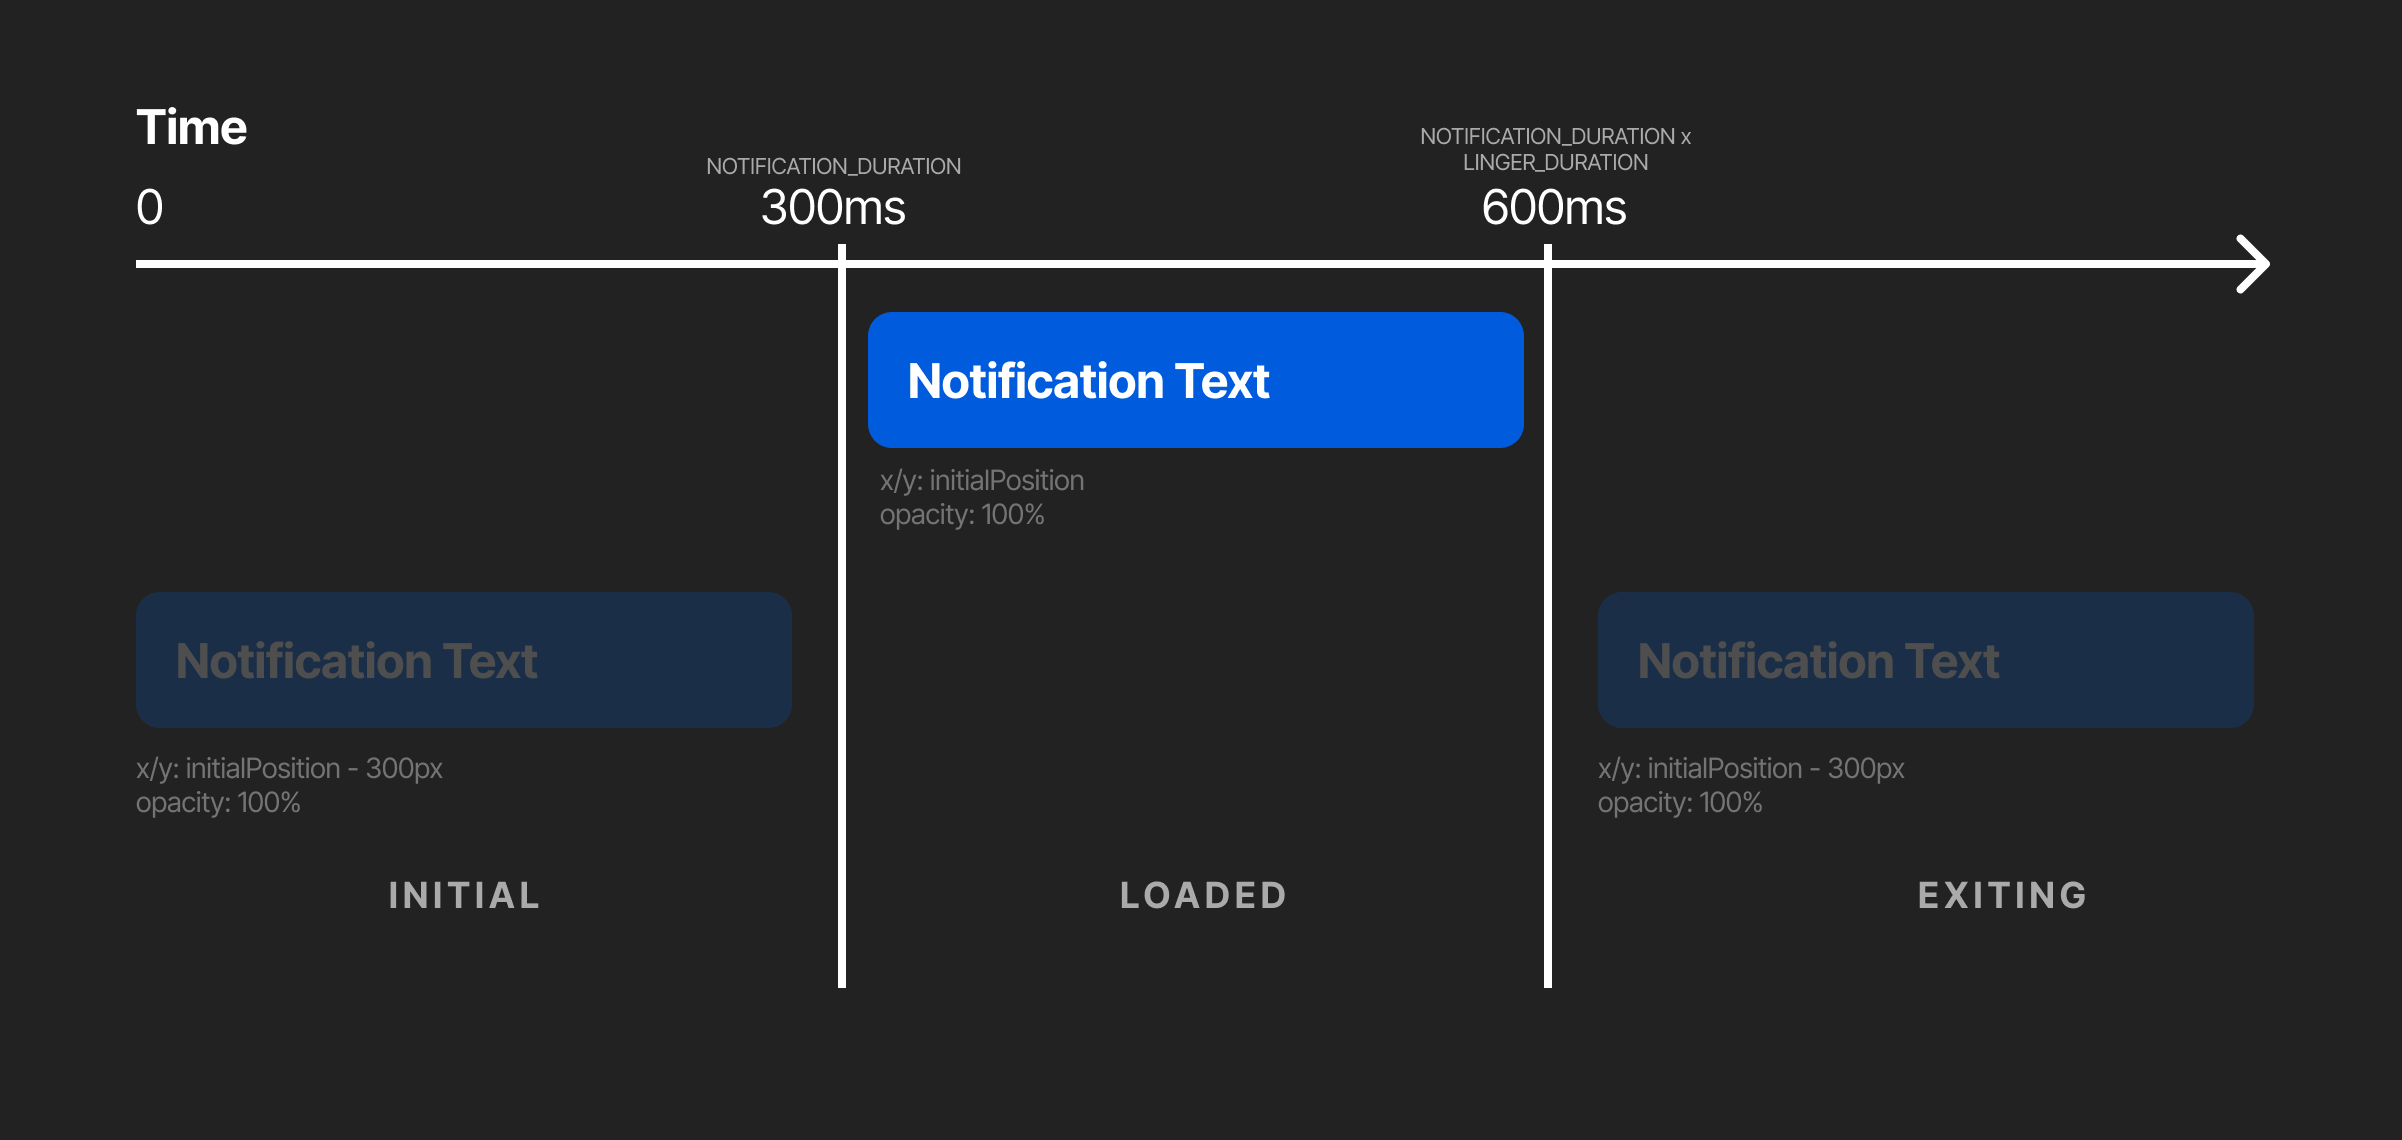 Time
0
NOTIFICATION_DURATION
300ms
NOTIFICATION_DURATION x
LINGER_DURATION
600ms
Notification Text
x/y: initialPosition
opacity: 100%
Notification Text
x/y: initialPosition - 300px
opacity: 100%
Notification Text
x/y: initialPosition - 300px
opacity: 100%
INITIAL
LOADED
EXITING